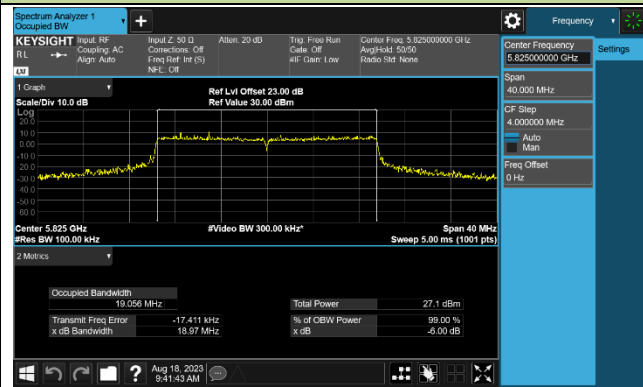 Spectrum Analyzer 1
Occupied BW
+
Frequency
KEYSIGHT
Input: RF
Input Z: 50 Ω
Atten: 20 dB
Trig: Free Run
Center Freq: 5.825000000 GHz
RL
Coupling: AC
Corrections: Off
Gate: Off
Avg|Hold: 50/50
Align: Auto
Freq Ref: Int (S)
#IF Gain: Low
Radio Std: None
LXI
NFE: Off
Center Frequency
5.825000000 GHz
Settings
Span
40.000 MHz
CF Step
4.000000 MHz
Auto
Man
Freq Offset
0 Hz
1 Graph
Scale/Div 10.0 dB
Ref Lvl Offset 23.00 dB
Ref Value 30.00 dBm
Log
20.0
10.0
0.00
-10.0
-20.0
-30.0
-40.0
-50.0
-60.0
Center 5.825 GHz
#Video BW 300.00 kHz*
Span 40 MHz
#Res BW 100.00 kHz
Sweep 5.00 ms (1001 pts)
2 Metrics
Occupied Bandwidth
19.056 MHz
Total Power
27.1 dBm
Transmit Freq Error
-17.411 kHz
% of OBW Power
99.00 %
x dB Bandwidth
18.97 MHz
x dB
-6.00 dB
?
Aug 18, 2023
9:41:43 AM